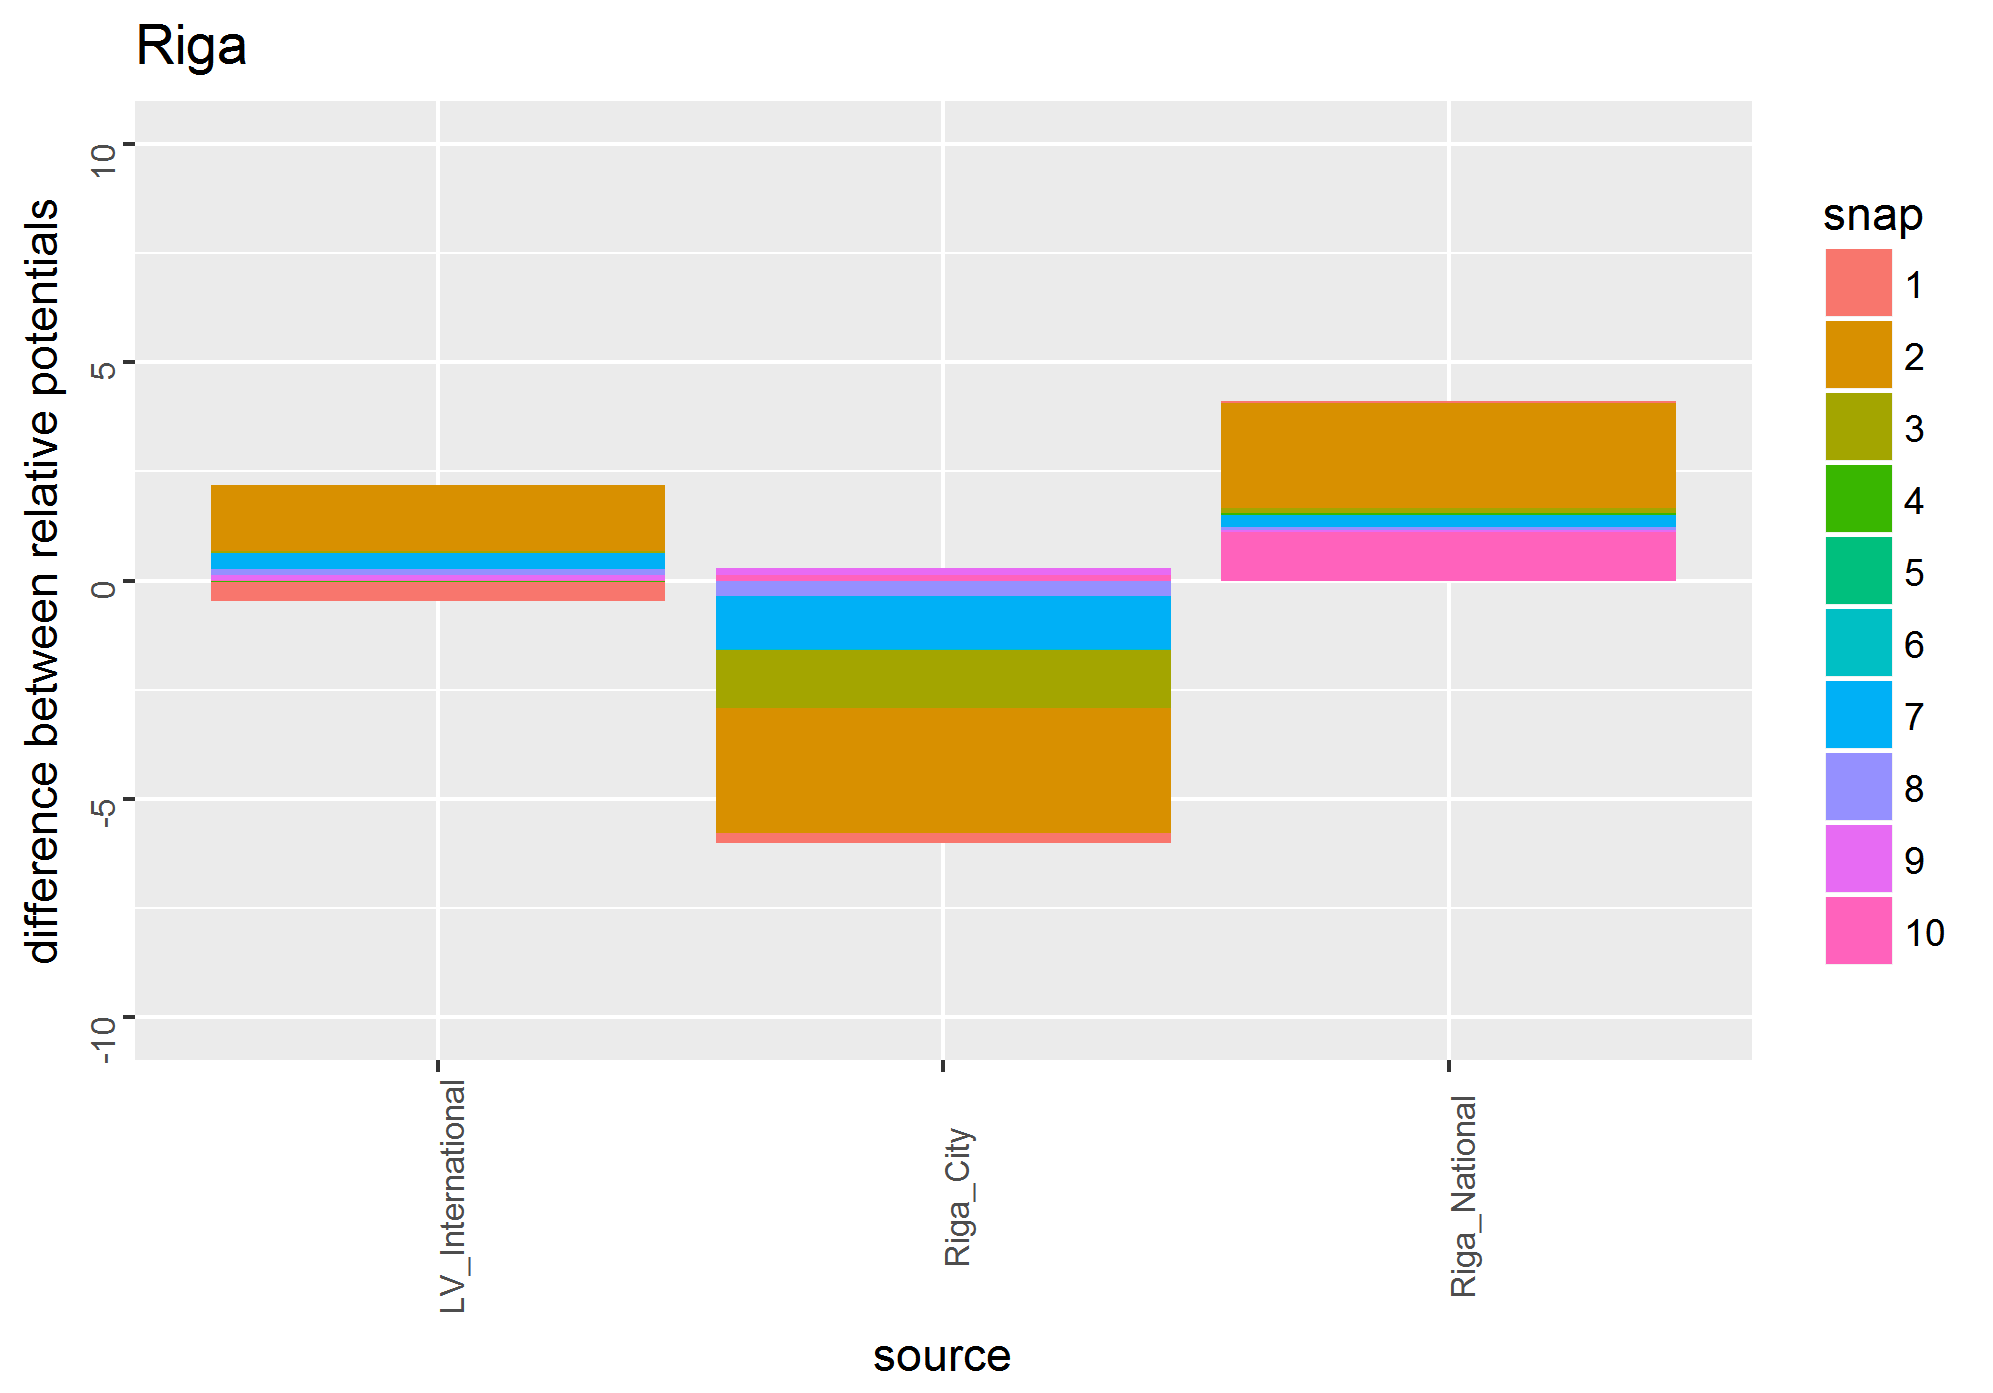 Riga
difference between relative potentials
10
5
0
-5
-10
LV_International
Riga_City
Riga_National
source
snap
1
2
3
4
5
6
7
8
9
10